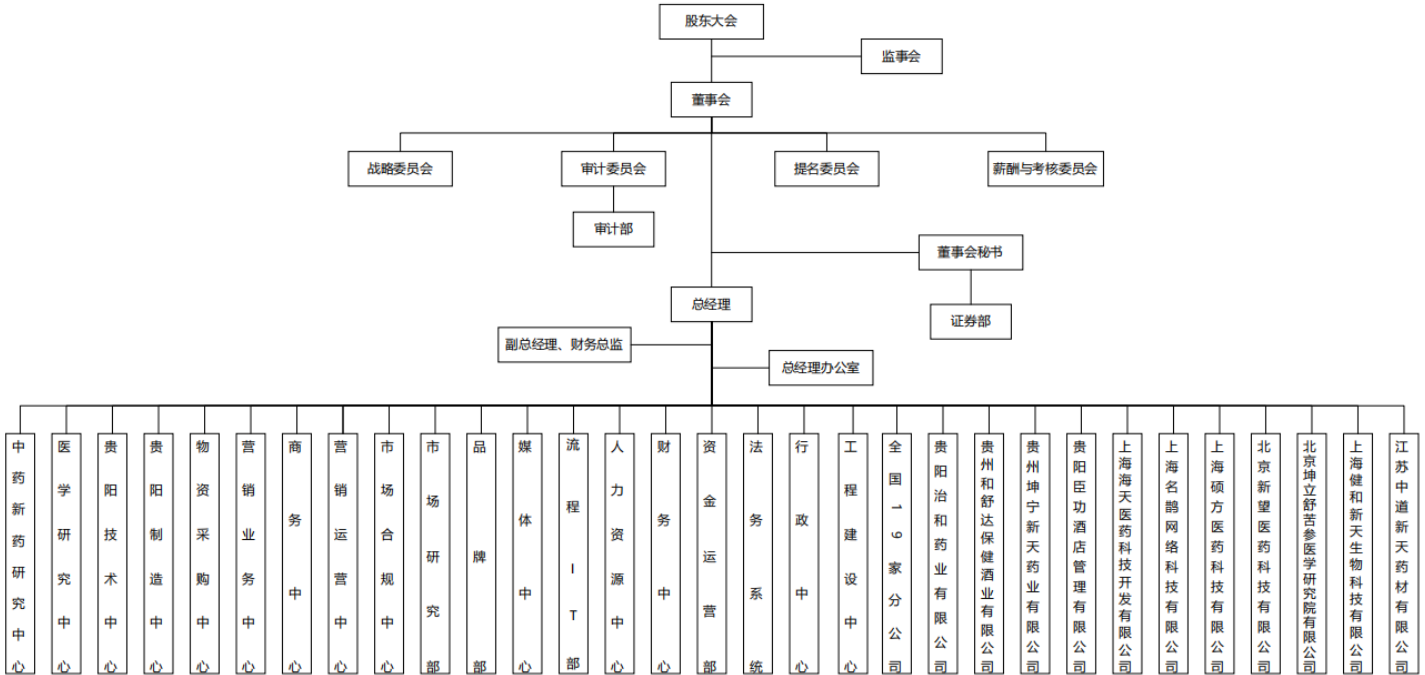 股东大会
监事会
董事会
战略委员会
审计委员会
提名委员会
薪酬与考核委员会
审计部
董事会秘书
总经理
证券部
副总经理、财务总监
总经理办公室
中药新药研究中心
医学研究中心
贵阳技术中心
贵阳制造中心
物资采购中心
营销业务中心
商务中心
营销运营中心
市场合规中心
市场研究部
品牌部
媒体中心
流程IT部
人力资源中心
财务中心
资金运营部
法务系统
行政中心
工程建设中心
全国19家分公司
贵阳治和药业有限公司
贵州和舒达保健酒业有限公司
贵州坤宁新天药业有限公司
贵阳臣功酒店管理有限公司
上海海天医药科技开发有限公司
上海名鹊网络科技有限公司
上海硕方医药科技有限公司
北京新望医药科技有限公司
北京坤立舒苦参医学研究院有限公司
上海健和新天生物科技有限公司
江苏中道新天药材有限公司